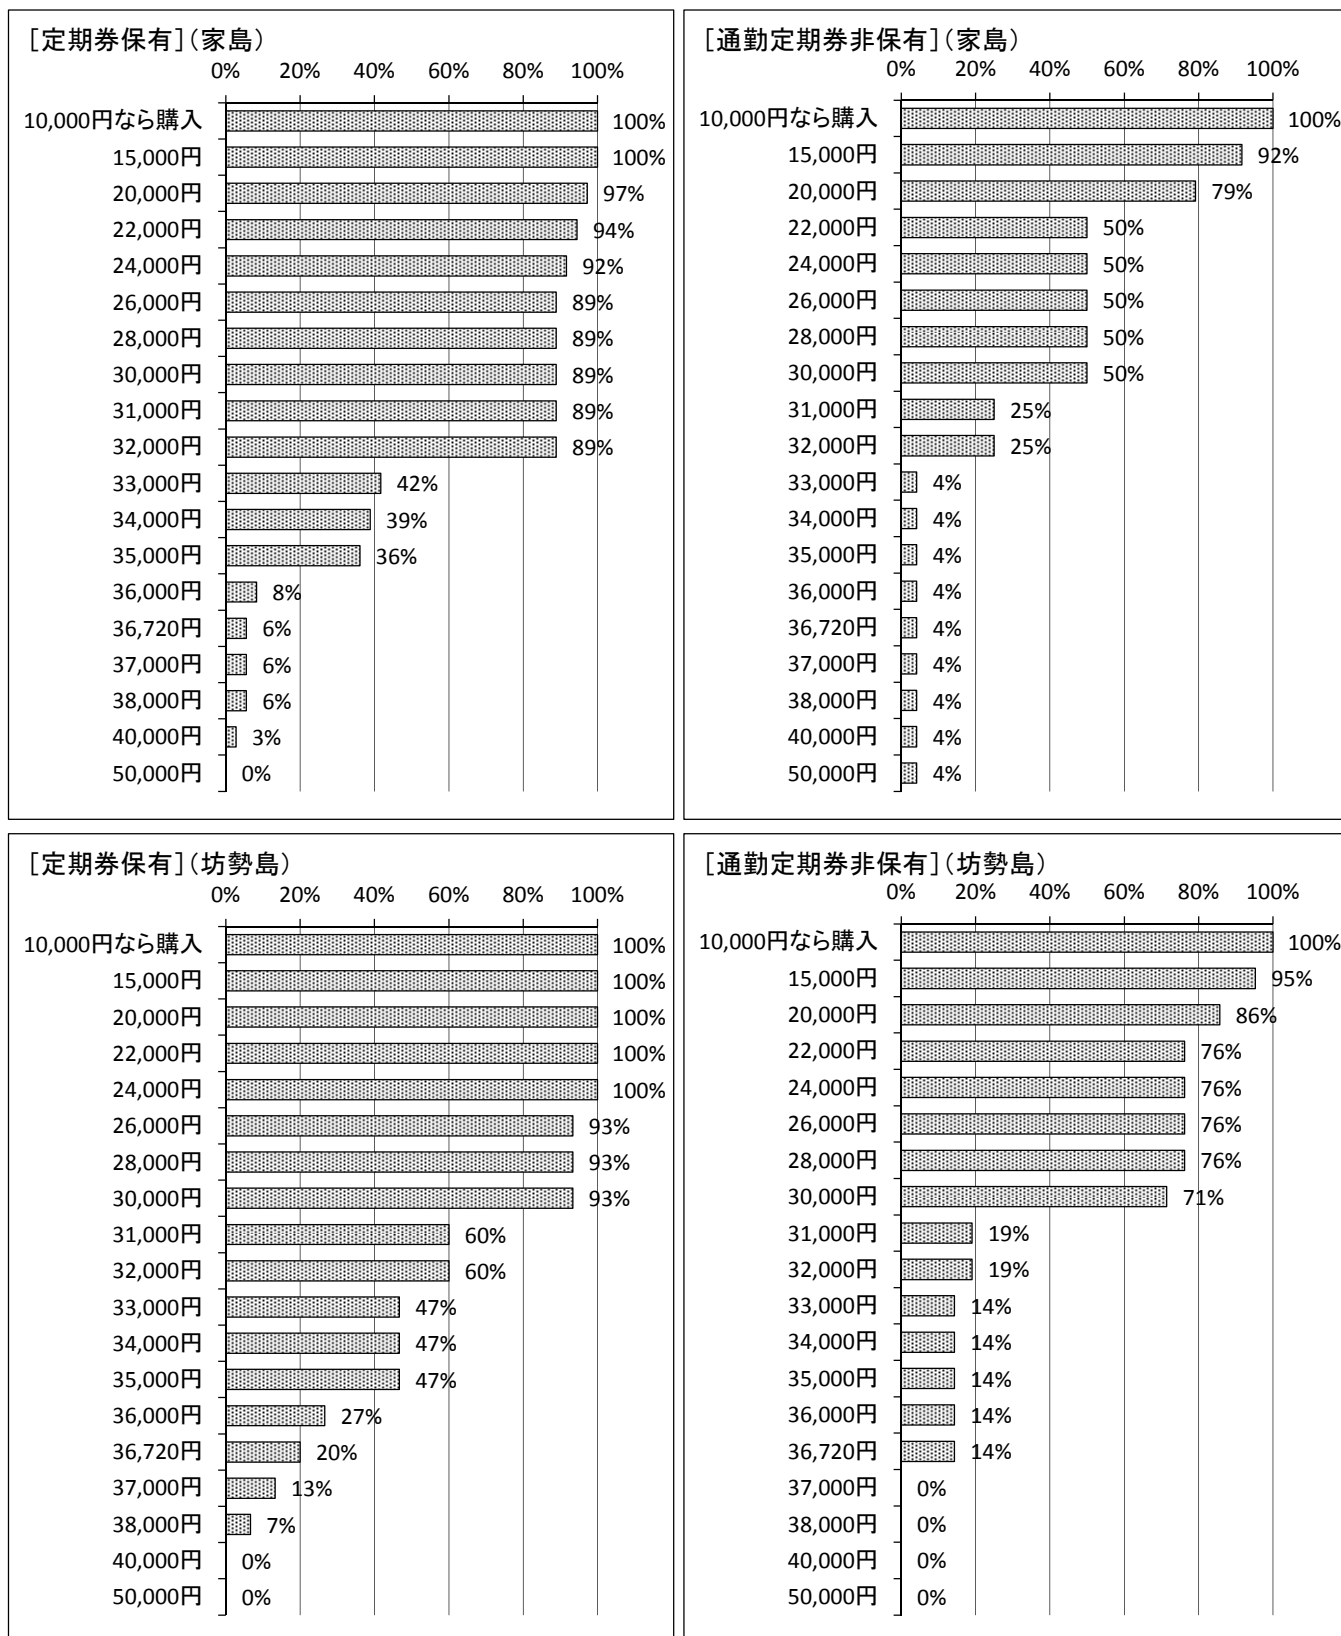 [定期券保有](家島)
0% 20% 40% 60% 80% 100%
10,000円なら購入 100%
15,000円 100%
20,000円 97%
22,000円 94%
24,000円 92%
26,000円 89%
28,000円 89%
30,000円 89%
31,000円 89%
32,000円 89%
33,000円 42%
34,000円 39%
35,000円 36%
36,000円 8%
36,720円 6%
37,000円 6%
38,000円 6%
40,000円 3%
50,000円 0%
[通勤定期券非保有](家島)
0% 20% 40% 60% 80% 100%
10,000円なら購入 100%
15,000円 92%
20,000円 79%
22,000円 50%
24,000円 50%
26,000円 50%
28,000円 50%
30,000円 50%
31,000円 25%
32,000円 25%
33,000円 4%
34,000円 4%
35,000円 4%
36,000円 4%
36,720円 4%
37,000円 4%
38,000円 4%
40,000円 4%
50,000円 4%
[定期券保有](坊勢島)
0% 20% 40% 60% 80% 100%
10,000円なら購入 100%
15,000円 100%
20,000円 100%
22,000円 100%
24,000円 100%
26,000円 93%
28,000円 93%
30,000円 93%
31,000円 60%
32,000円 60%
33,000円 47%
34,000円 47%
35,000円 47%
36,000円 27%
36,720円 20%
37,000円 13%
38,000円 7%
40,000円 0%
50,000円 0%
[通勤定期券非保有](坊勢島)
0% 20% 40% 60% 80% 100%
10,000円なら購入 100%
15,000円 95%
20,000円 86%
22,000円 76%
24,000円 76%
26,000円 76%
28,000円 76%
30,000円 71%
31,000円 19%
32,000円 19%
33,000円 14%
34,000円 14%
35,000円 14%
36,000円 14%
36,720円 14%
37,000円 0%
38,000円 0%
40,000円 0%
50,000円 0%